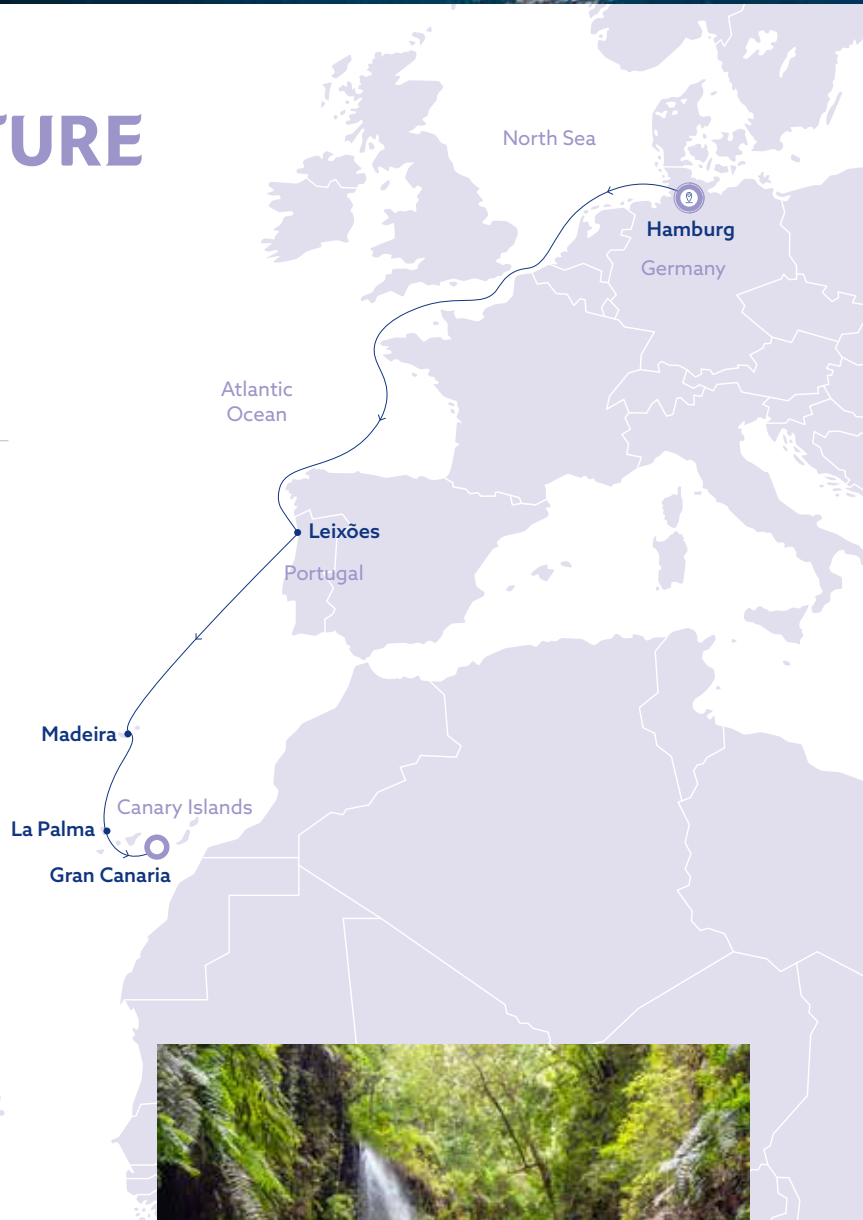 TURE
North Sea
Hamburg
Germany
Atlantic
Ocean
Leixões
Portugal
Madeira
Canary Islands
La Palma
Gran Canaria